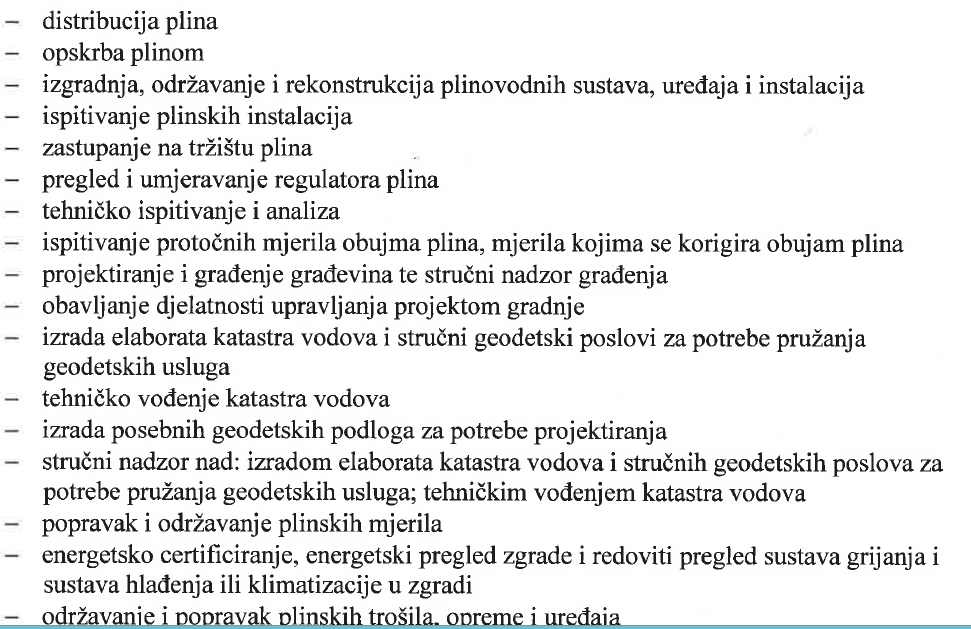 – distribucija plina
– opskrba plinom
– izgradnja, održavanje i rekonstrukcija plinovodnih sustava, uređaja i instalacija
– ispitivanje plinskih instalacija
– zastupanje na tržištu plina
– pregled i umjeravanje regulatora plina
– tehničko ispitivanje i analiza
– ispitivanje protočnih mjerila obujma plina, mjerila kojima se korigira obujam plina
– projektiranje i građenje građevina te stručni nadzor građenja
– obavljanje djelatnosti upravljanja projektom gradnje
– izrada elaborata katastra vodova i stručni geodetski poslovi za potrebe pružanja
geodetskih usluga
– tehničko vođenje katastra vodova
– izrada posebnih geodetskih podloga za potrebe projektiranja
– stručni nadzor nad: izradom elaborata katastra vodova i stručnih geodetskih poslova za
potrebe pružanja geodetskih usluga; tehničkim vođenjem katastra vodova
– popravak i održavanje plinskih mjerila
– energetsko certificiranje, energetski pregled zgrade i redoviti pregled sustava grijanja i
sustava hlađenja ili klimatizacije u zgradi
– održavanje i popravak plinskih trošila, opreme i uređaja